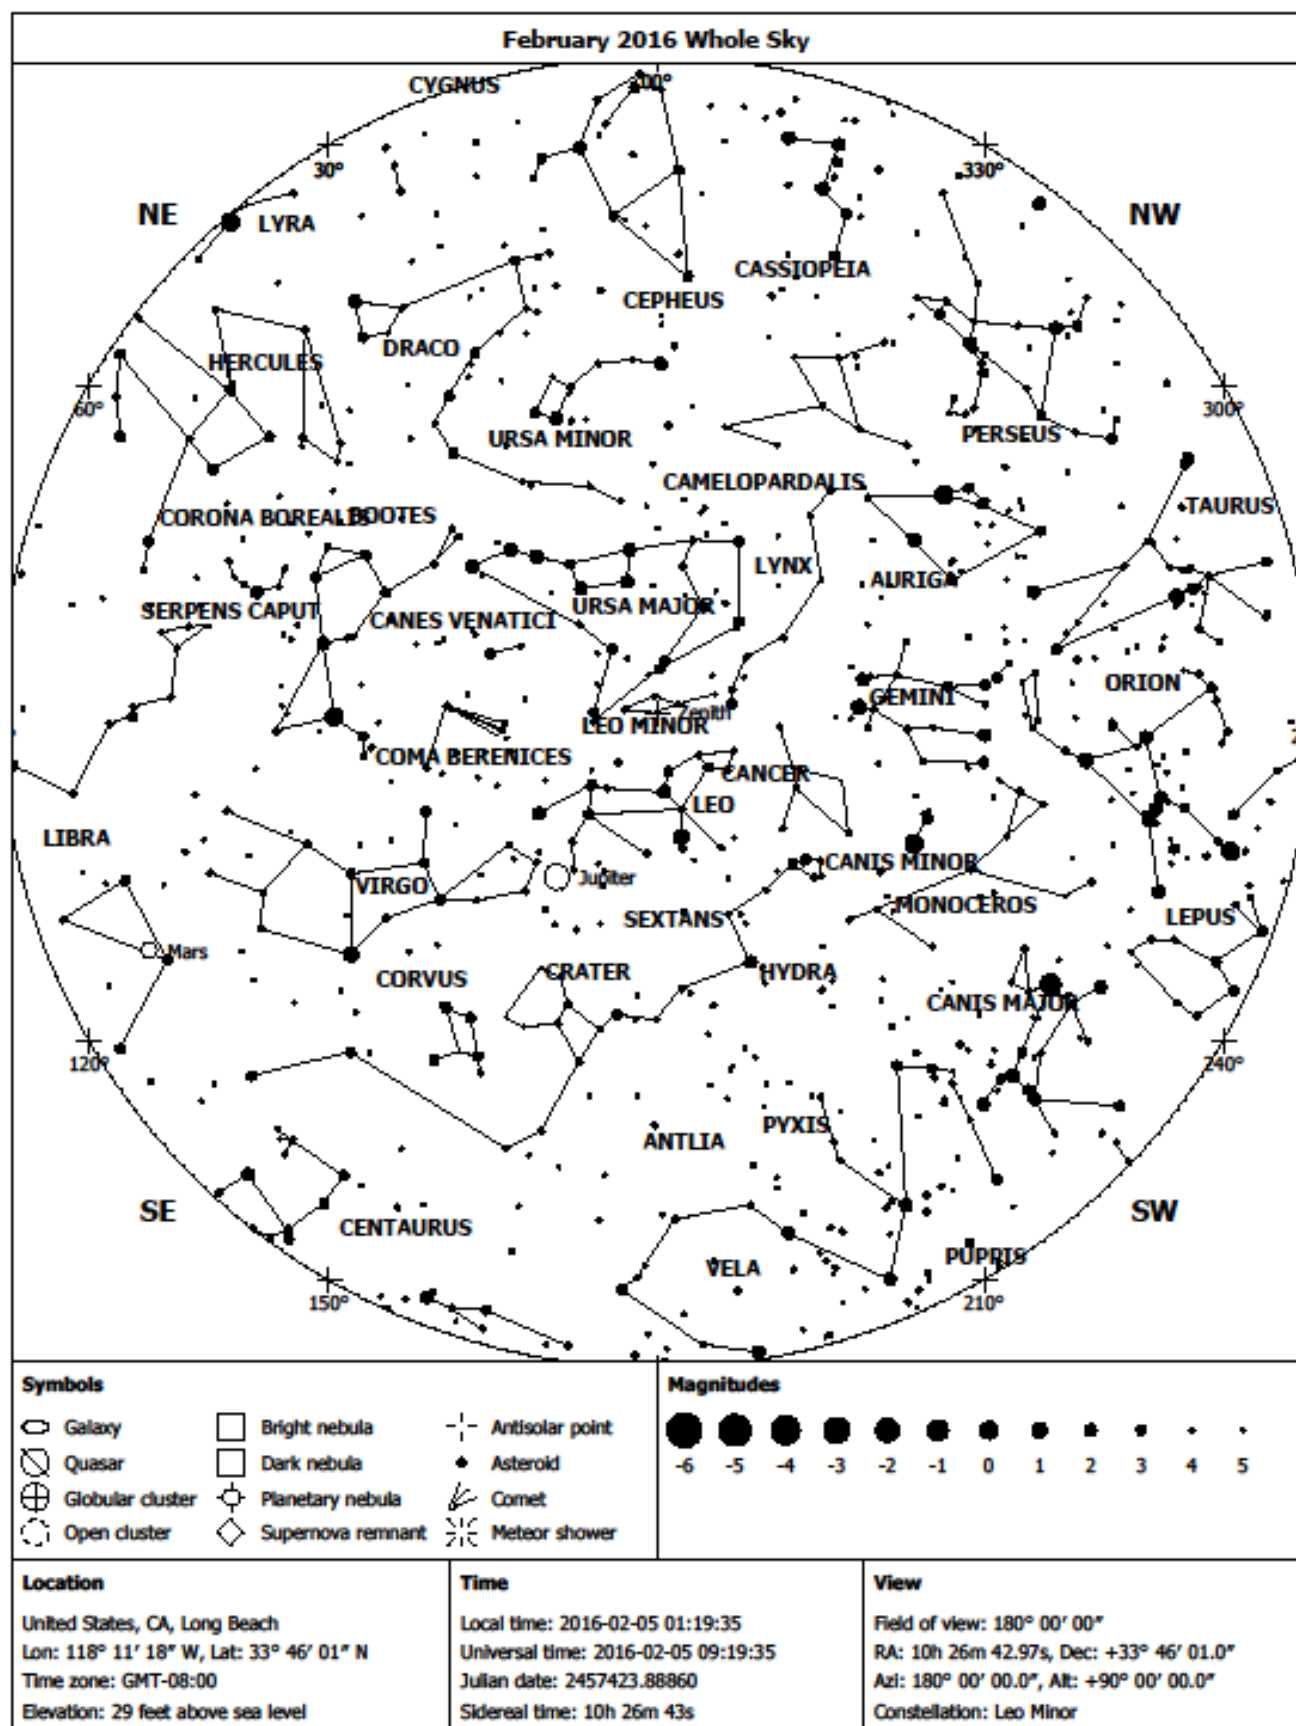 February 2016 Whole Sky
CYGNUS
00°
30°
330°
NE
LYRA
NW
CASSIOPEIA
CEPHEUS
HERCULES
DRACO
60°
300°
URSA MINOR
PERSEUS
CAMELOPARDALIS
TAURUS
CORONA BOREALIS
BOOTES
LYNX
AURIGA
SERPENS CAPUT
CANES VENATICI
URSA MAJOR
ORION
GEMINI
Zenith
LEO MINOR
COMA BERENICES
CANCER
LEO
LIBRA
CANIS MINOR
VIRGO
Jupiter
SEXTANS
MONOCEROS
LEPUS
Mars
CORVUS
CRATER
HYDRA
CANIS MAJOR
120°
240°
PYXIS
ANTLIA
SE
CENTAURUS
SW
VELA
PUPPIS
150°
210°
Symbols
Galaxy
Quasar
Globular cluster
Open cluster
Bright nebula
Dark nebula
Planetary nebula
Supernova remnant
Antisolar point
Asteroid
Comet
Meteor shower
Magnitudes
-6 -5 -4 -3 -2 -1 0 1 2 3 4 5
Location
United States, CA, Long Beach
Lon: 118° 11' 18" W, Lat: 33° 46' 01" N
Time zone: GMT-08:00
Elevation: 29 feet above sea level
Time
Local time: 2016-02-05 01:19:35
Universal time: 2016-02-05 09:19:35
Julian date: 2457423.88860
Sidereal time: 10h 26m 43s
View
Field of view: 180° 00' 00"
RA: 10h 26m 42.97s, Dec: +33° 46' 01.0"
Azi: 180° 00' 00.0", Alt: +90° 00' 00.0"
Constellation: Leo Minor